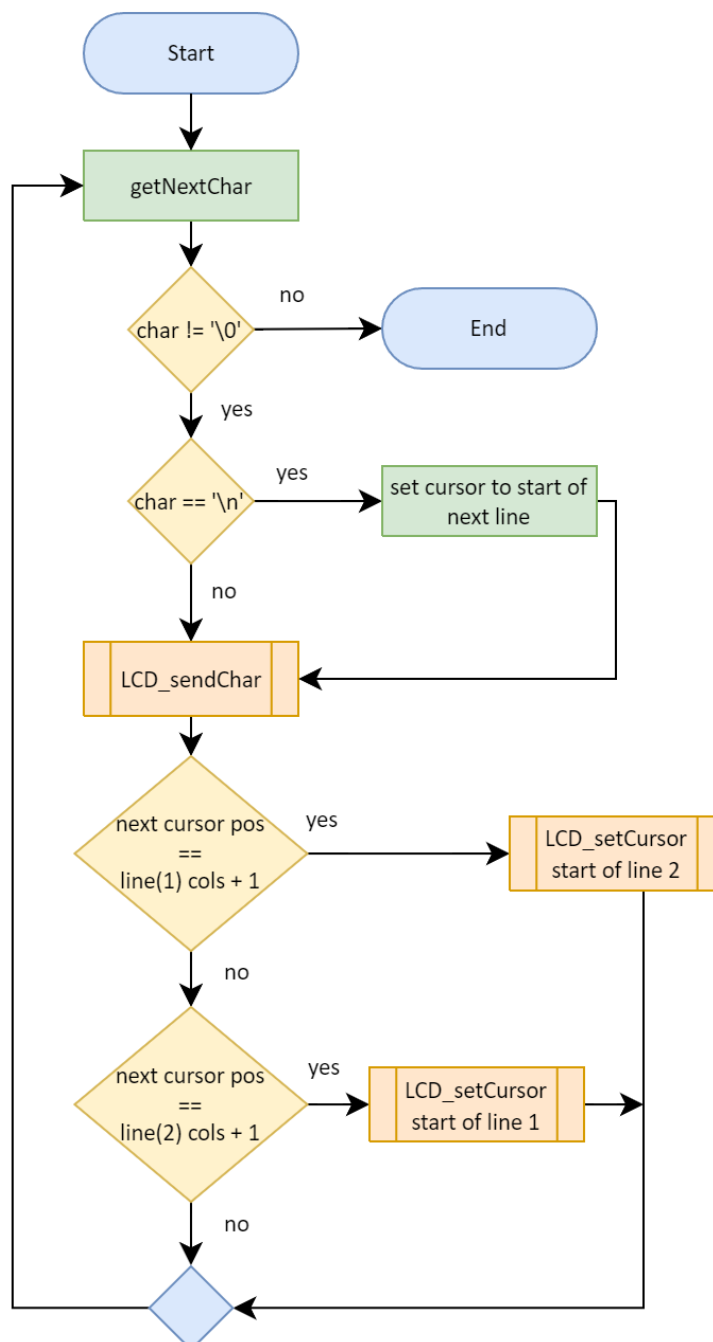 Start
getNextChar
char != '\0'
no
End
yes
char == '\n'
yes
set cursor to start of
next line
no
LCD_sendChar
next cursor pos
==
line(1) cols + 1
yes
LCD_setCursor
start of line 2
no
next cursor pos
==
line(2) cols + 1
yes
LCD_setCursor
start of line 1
no